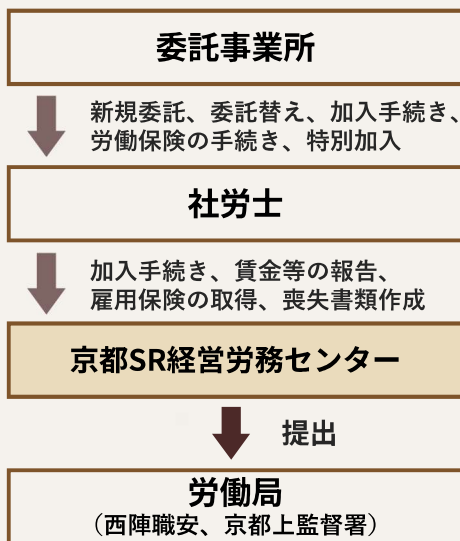 委託事業所
新規委託、委託替え、加入手続き、
労働保険の手続き、特別加入
社労士
加入手続き、賃金等の報告、
雇用保険の取得、喪失書類作成
京都SR経営労務センター
提出
労働局
（西陣職安、京都上監督署）